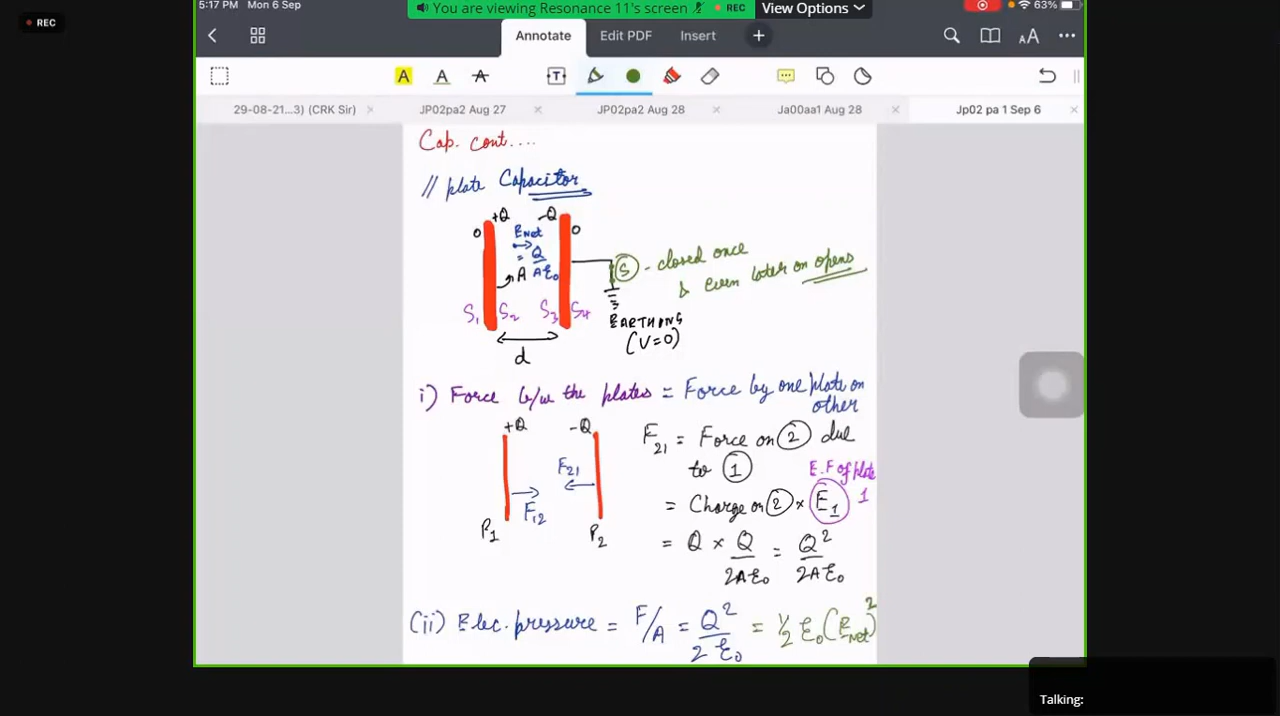 5:17 PM Mon 6 Sep
You are viewing Resonance 11's screen
REC
View Options
63%
REC
Annotate
Edit PDF
Insert
29-08-21...3) (CRK Sir)
JP02pa2 Aug 27
JP02pa2 Aug 28
Ja00aa1 Aug 28
Jp02 pa 1 Sep 6
Cap. cont....
// plate Capacitor
+Q -Q
O Enet O
= Q/Aε₀
A
S - closed once
& even later on opens
S₁ S₂ S₃ S₄
EARTHING
(V=0)
d
i) Force b/w the plates = Force by one plate on
other
+Q -Q
F₂₁ = Force on 2 due
to 1
E.F of plate
1
F₂₁
F₁₂
= Charge on 2 × E₁
P₁ P₂
= Q × Q/2Aε₀ = Q²/2Aε₀
(ii) Elec. pressure = F/A = Q²/2ε₀ = ½ ε₀ (Enet)²
Talking: